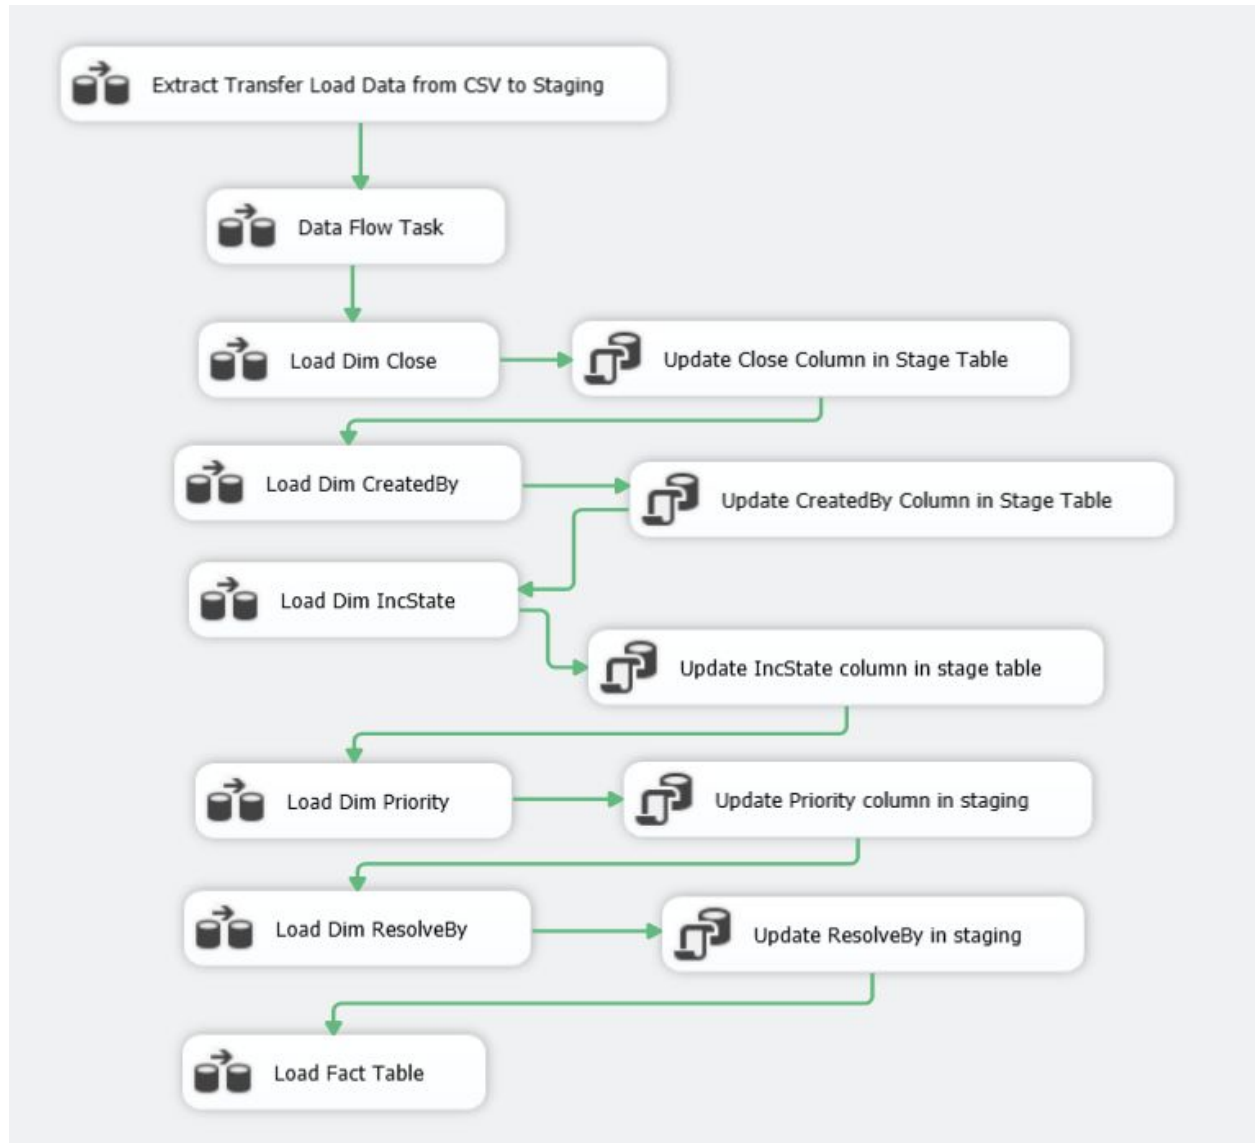 Extract Transfer Load Data from CSV to Staging
Data Flow Task
Load Dim Close
Update Close Column in Stage Table
Load Dim CreatedBy
Update CreatedBy Column in Stage Table
Load Dim IncState
Update IncState column in stage table
Load Dim Priority
Update Priority column in staging
Load Dim ResolveBy
Update ResolveBy in staging
Load Fact Table